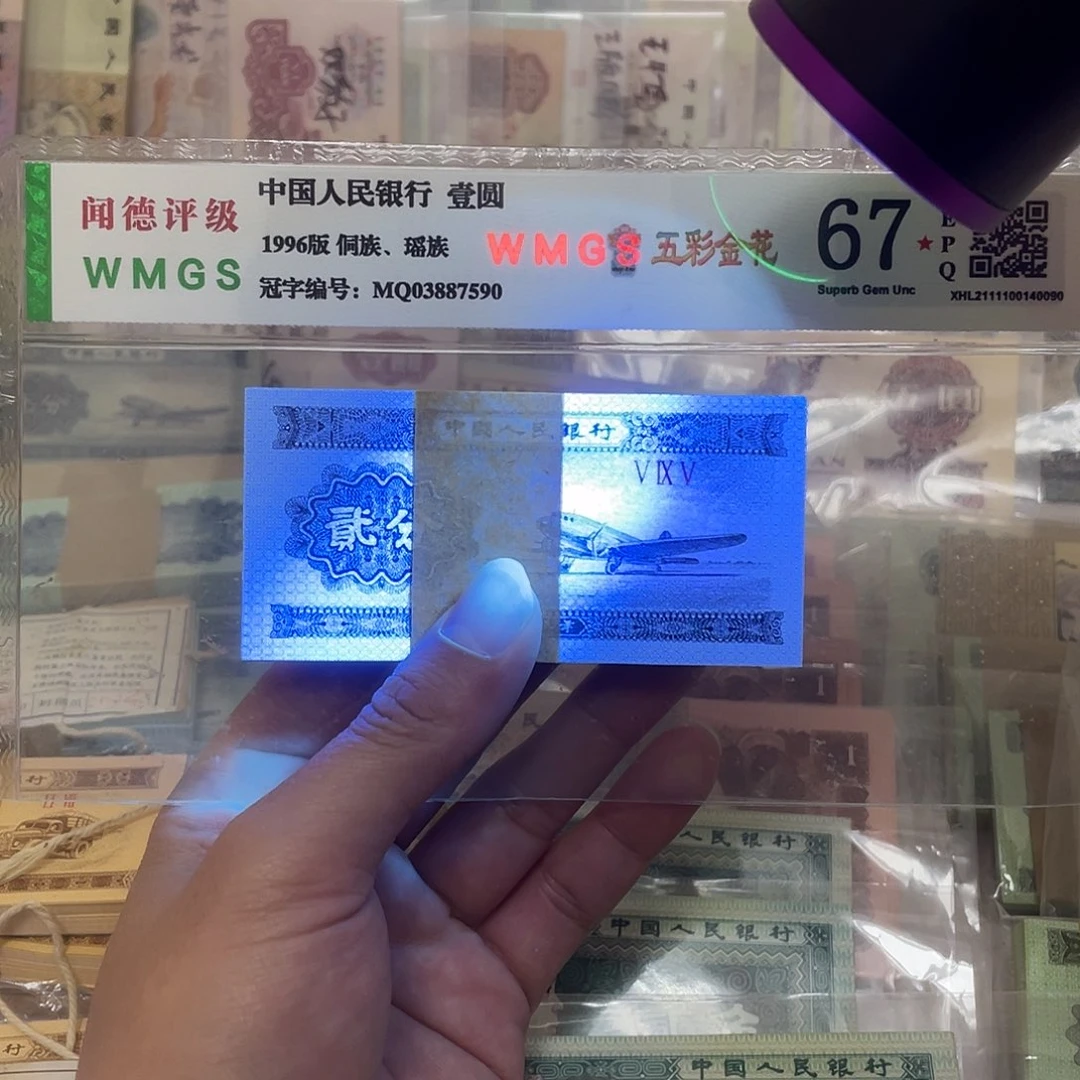 闻德评级
WMGS
中国人民银行 壹圆
1996版 侗族、瑶族
冠字编号：MQ03887590
WMGS 五彩金花
67
★
E
P
Q
Superb Gem Unc
XHL2111100140090
中国人民银行
VIXV
贰分
人民银行
中国人民银行
中国人民银行
1
1